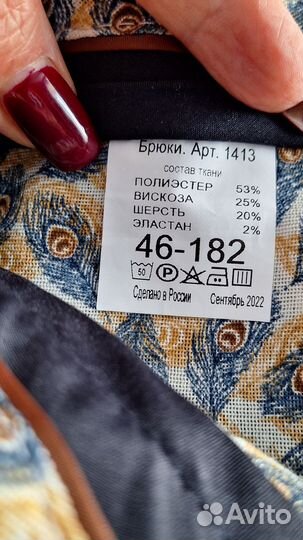 Брюки. Арт. 1413
состав ткани
ПОЛИЭСТЕР 53%
ВИСКОЗА 25%
ШЕРСТЬ 20%
ЭЛАСТАН 2%
46-182
50 P
Сделано в России Сентябрь 2022
Avito